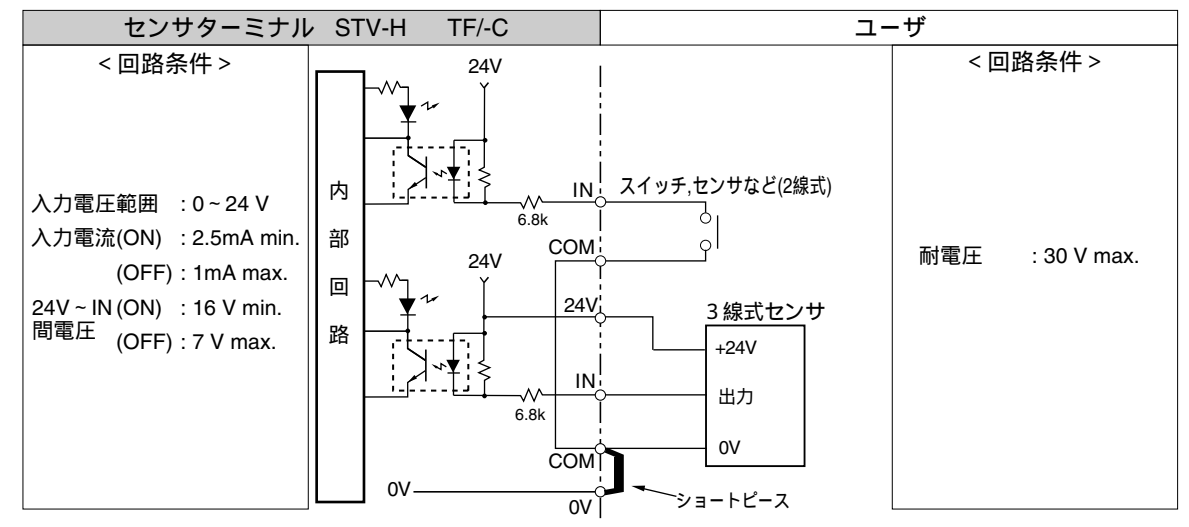 センサターミナル STV-H TF/-C
ユーザ
< 回路条件 >
入力電圧範囲 : 0 ~ 24 V
入力電流(ON) : 2.5mA min.
(OFF) : 1mA max.
24V ~ IN (ON) : 16 V min.
間電圧 (OFF) : 7 V max.
内部回路
24V
6.8k
IN
スイッチ,センサなど(2線式)
COM
24V
24V
3 線式センサ
+24V
IN
出力
6.8k
0V
COM
0V
0V
ショートピース
< 回路条件 >
耐電圧 : 30 V max.